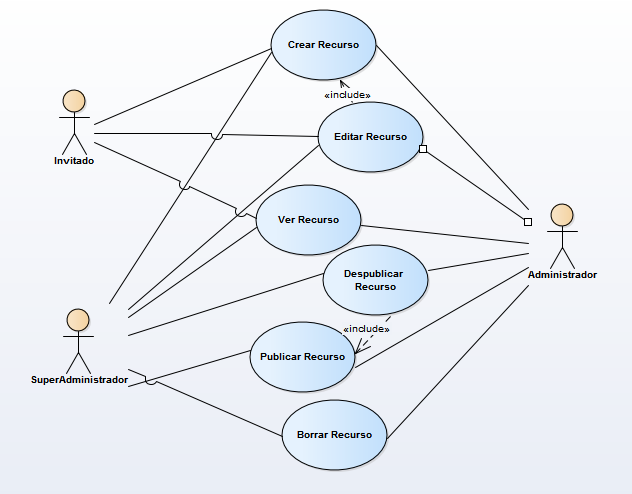 Crear Recurso
«include»
Editar Recurso
Invitado
Ver Recurso
Administrador
Despublicar
Recurso
«include»
Publicar Recurso
SuperAdministrador
Borrar Recurso